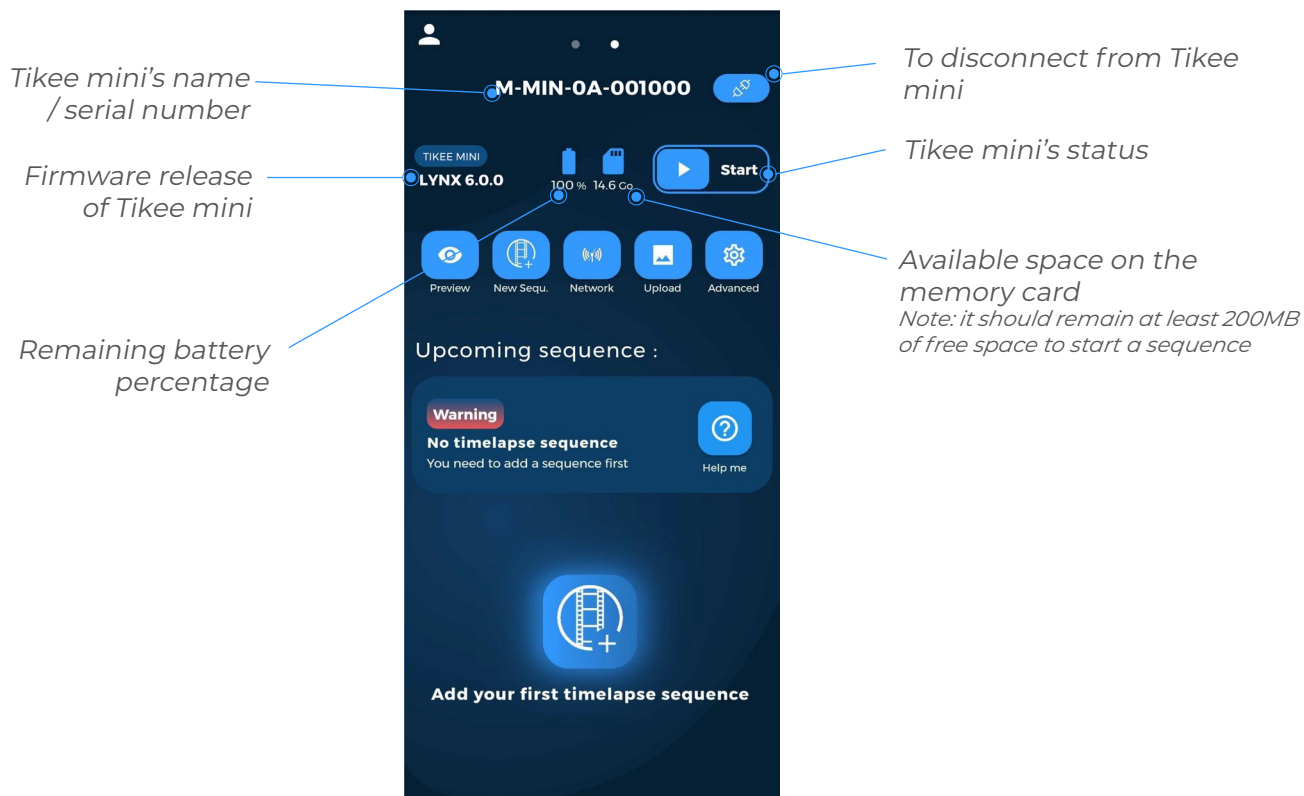 Tikee mini's name
/ serial number
Firmware release
of Tikee mini
Remaining battery
percentage
M-MIN-0A-001000
TIKEE MINI
LYNX 6.0.0
100 %
14.6 Go
Start
Preview
New Sequ.
Network
Upload
Advanced
Upcoming sequence :
Warning
No timelapse sequence
You need to add a sequence first
Help me
Add your first timelapse sequence
To disconnect from Tikee
mini
Tikee mini's status
Available space on the
memory card
Note: it should remain at least 200MB
of free space to start a sequence